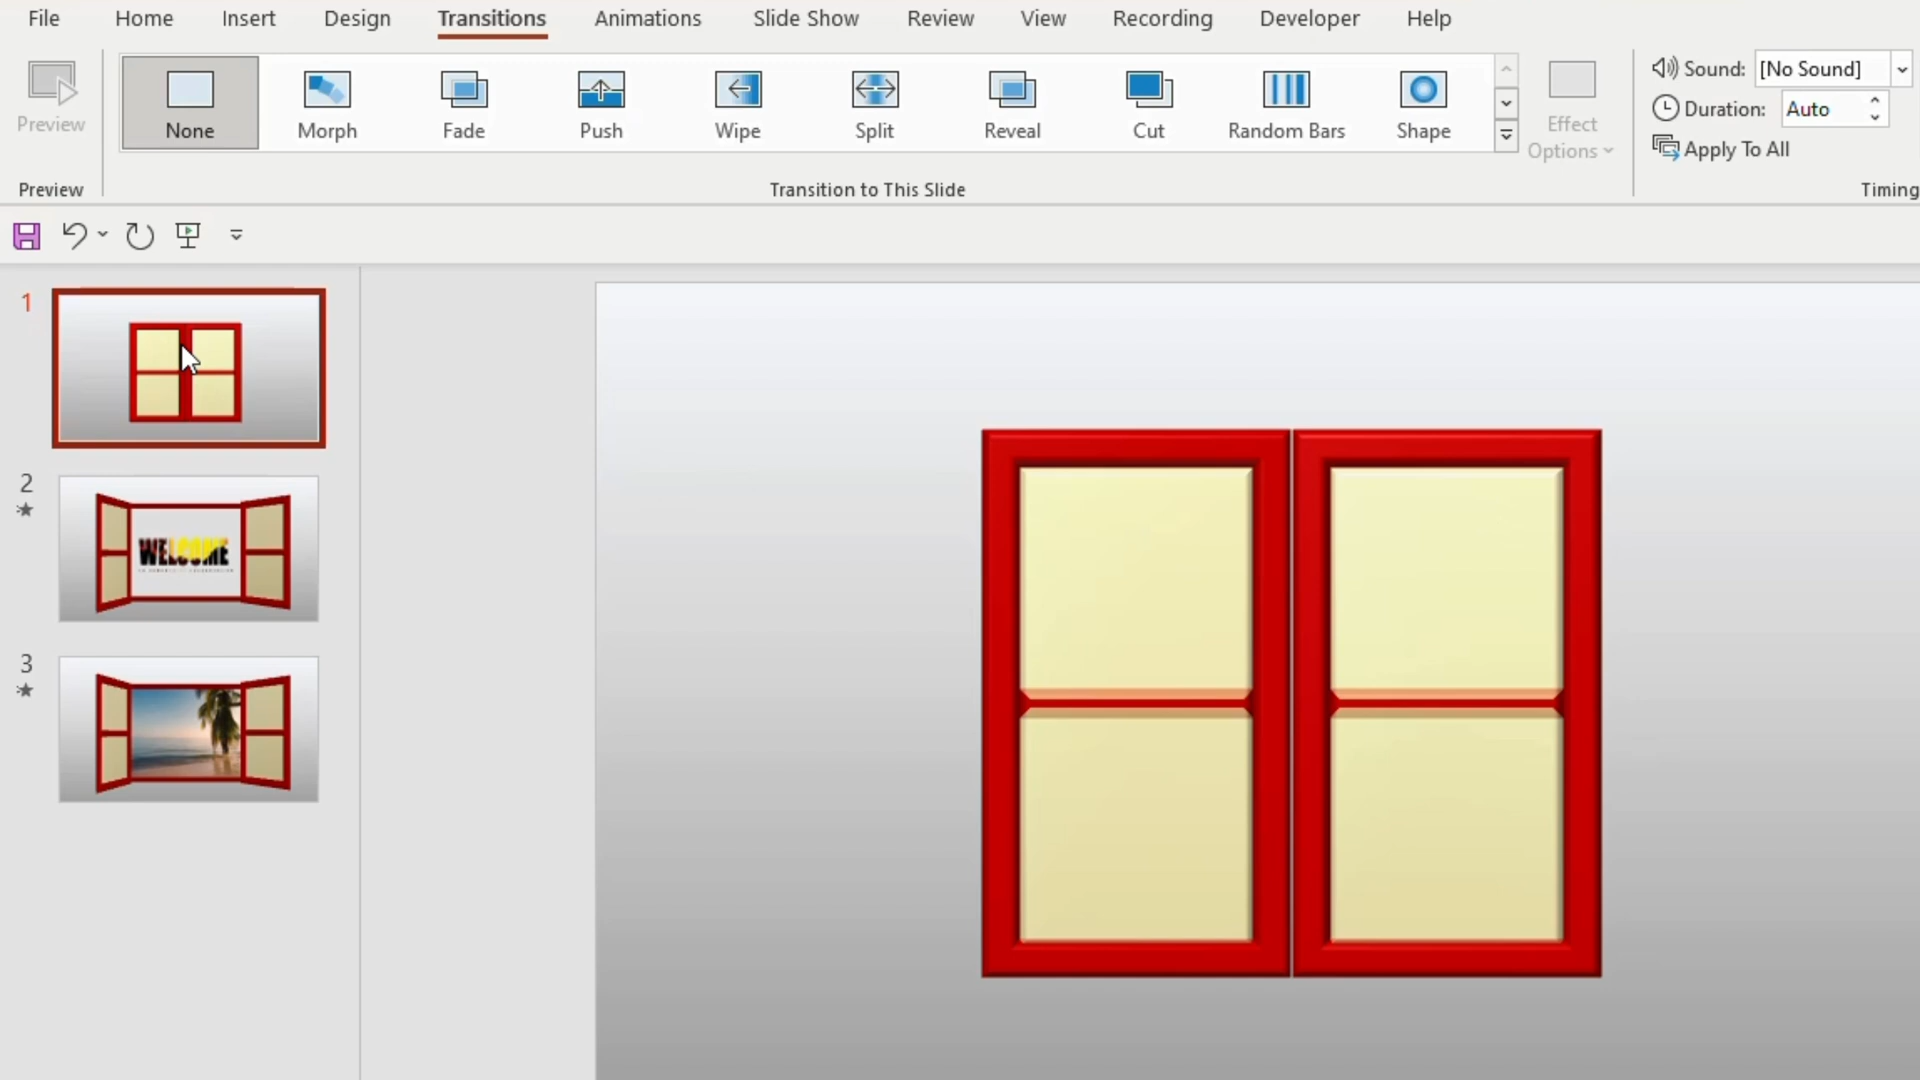 File Home Insert Design Transitions Animations Slide Show Review View Recording Developer Help
Preview
None Morph Fade Push Wipe Split Reveal Cut Random Bars Shape
Effect
Options
Sound: [No Sound]
Duration: Auto
Apply To All
Preview
Transition to This Slide
Timing
1
2
WELCOME
3